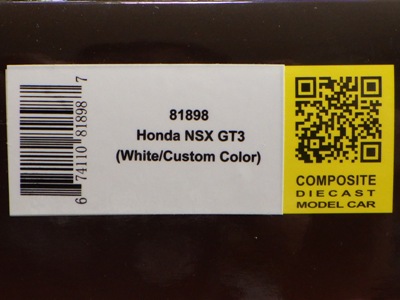 6 74110 81898 7
81898
Honda NSX GT3
(White/Custom Color)
COMPOSITE
DIECAST
MODEL CAR